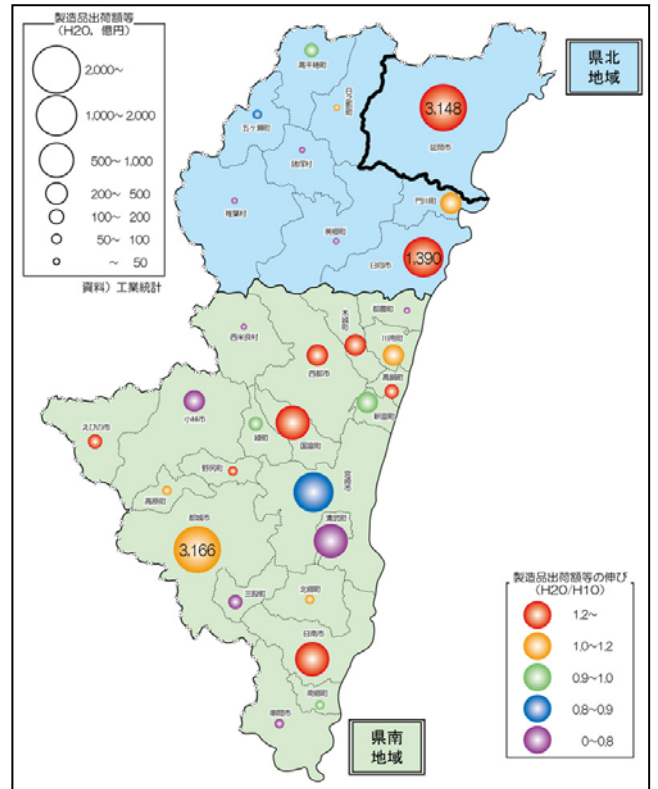 製造品出荷額等
(H20, 億円)
2,000~
1,000~2,000
500~1,000
200~ 500
100~ 200
50~ 100
~ 50
資料）工業統計
県北
地域
高千穂町
日之影町
五ヶ瀬町
諸塚村
椎葉村
美郷町
3,148
延岡市
門川町
1,390
日向市
都農町
西米良村
木城町
川南町
西都市
高鍋町
新富町
小林市
えびの市
綾町
国富町
野尻町
高原町
宮崎市
都城市
清武町
3,166
三股町
北郷町
日南市
南郷町
串間市
県南
地域
製造品出荷額等の伸び
(H20/H10)
1.2~
1.0~1.2
0.9~1.0
0.8~0.9
0~0.8